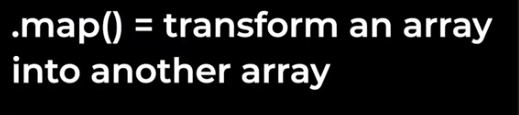 .map() = transform an array
into another array